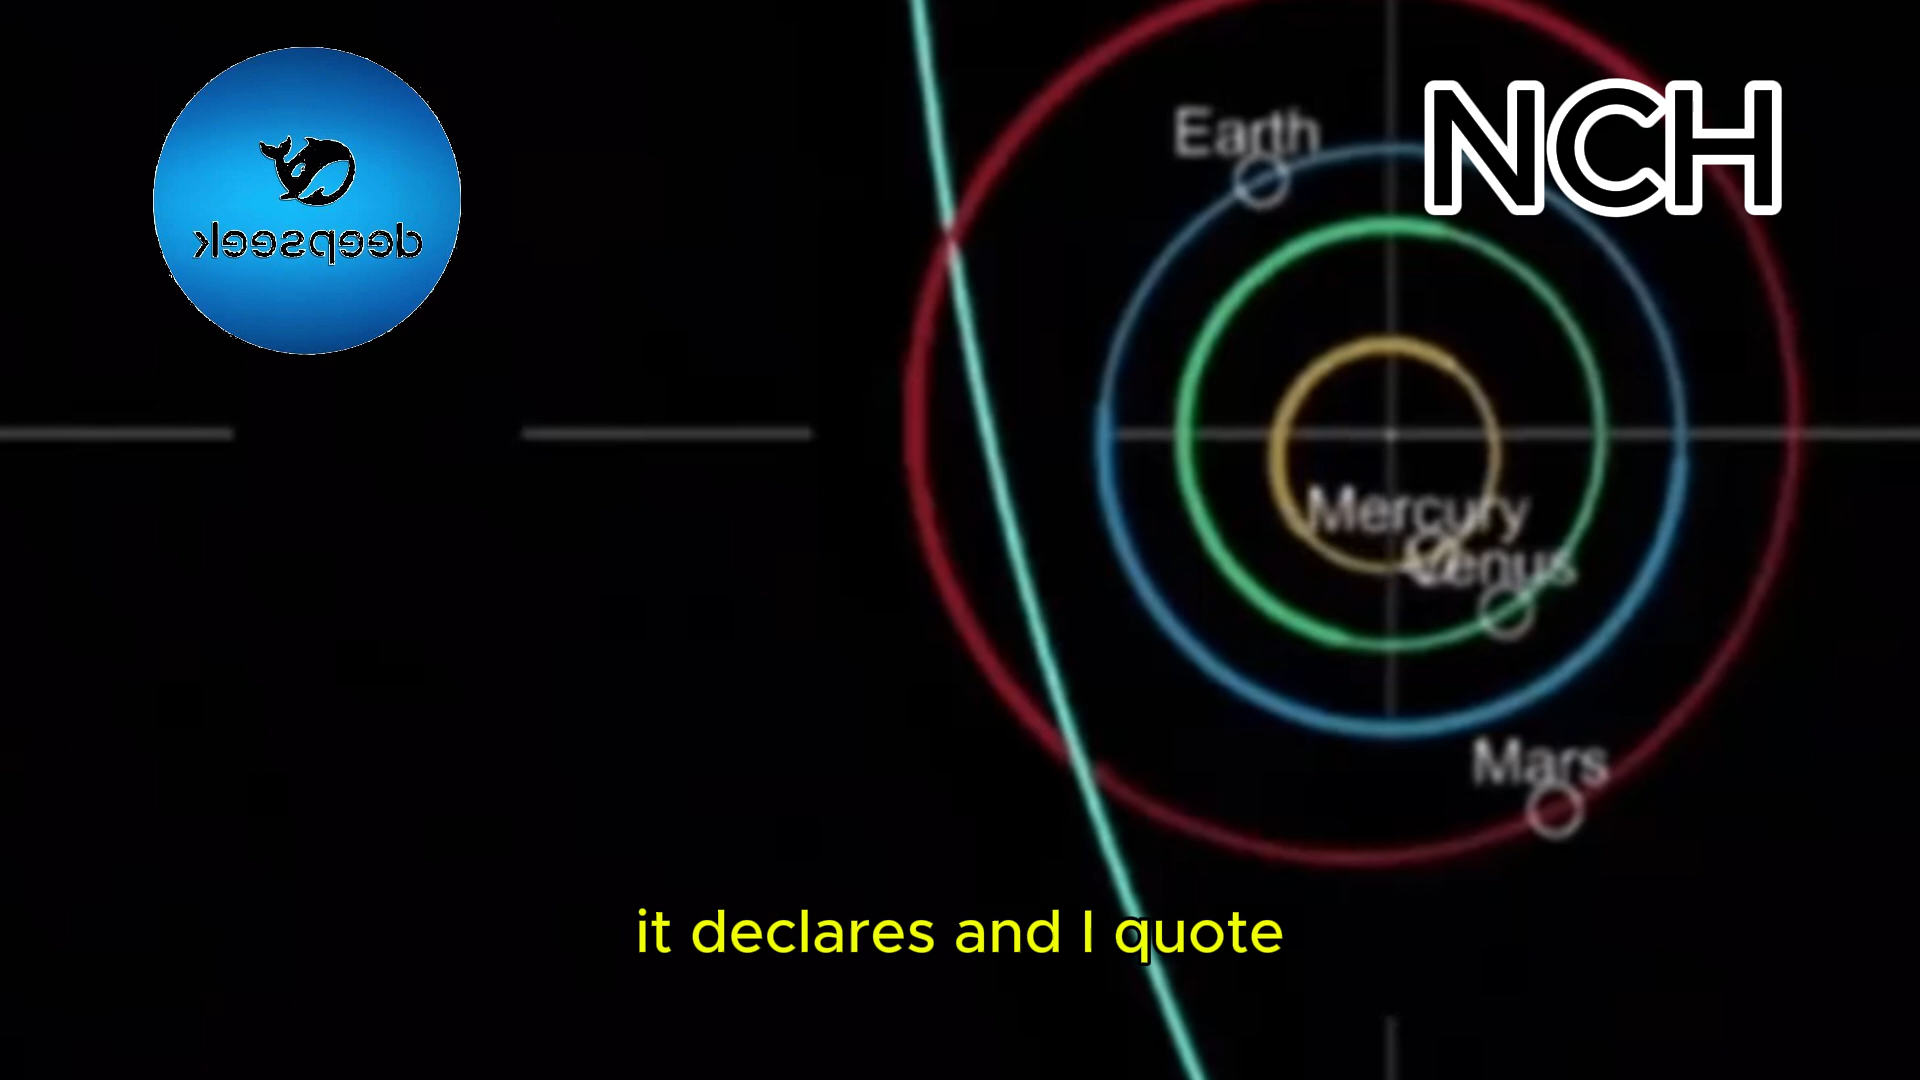 deepseek
NCH
Earth
Mercury
Venus
Mars
it declares and I quote